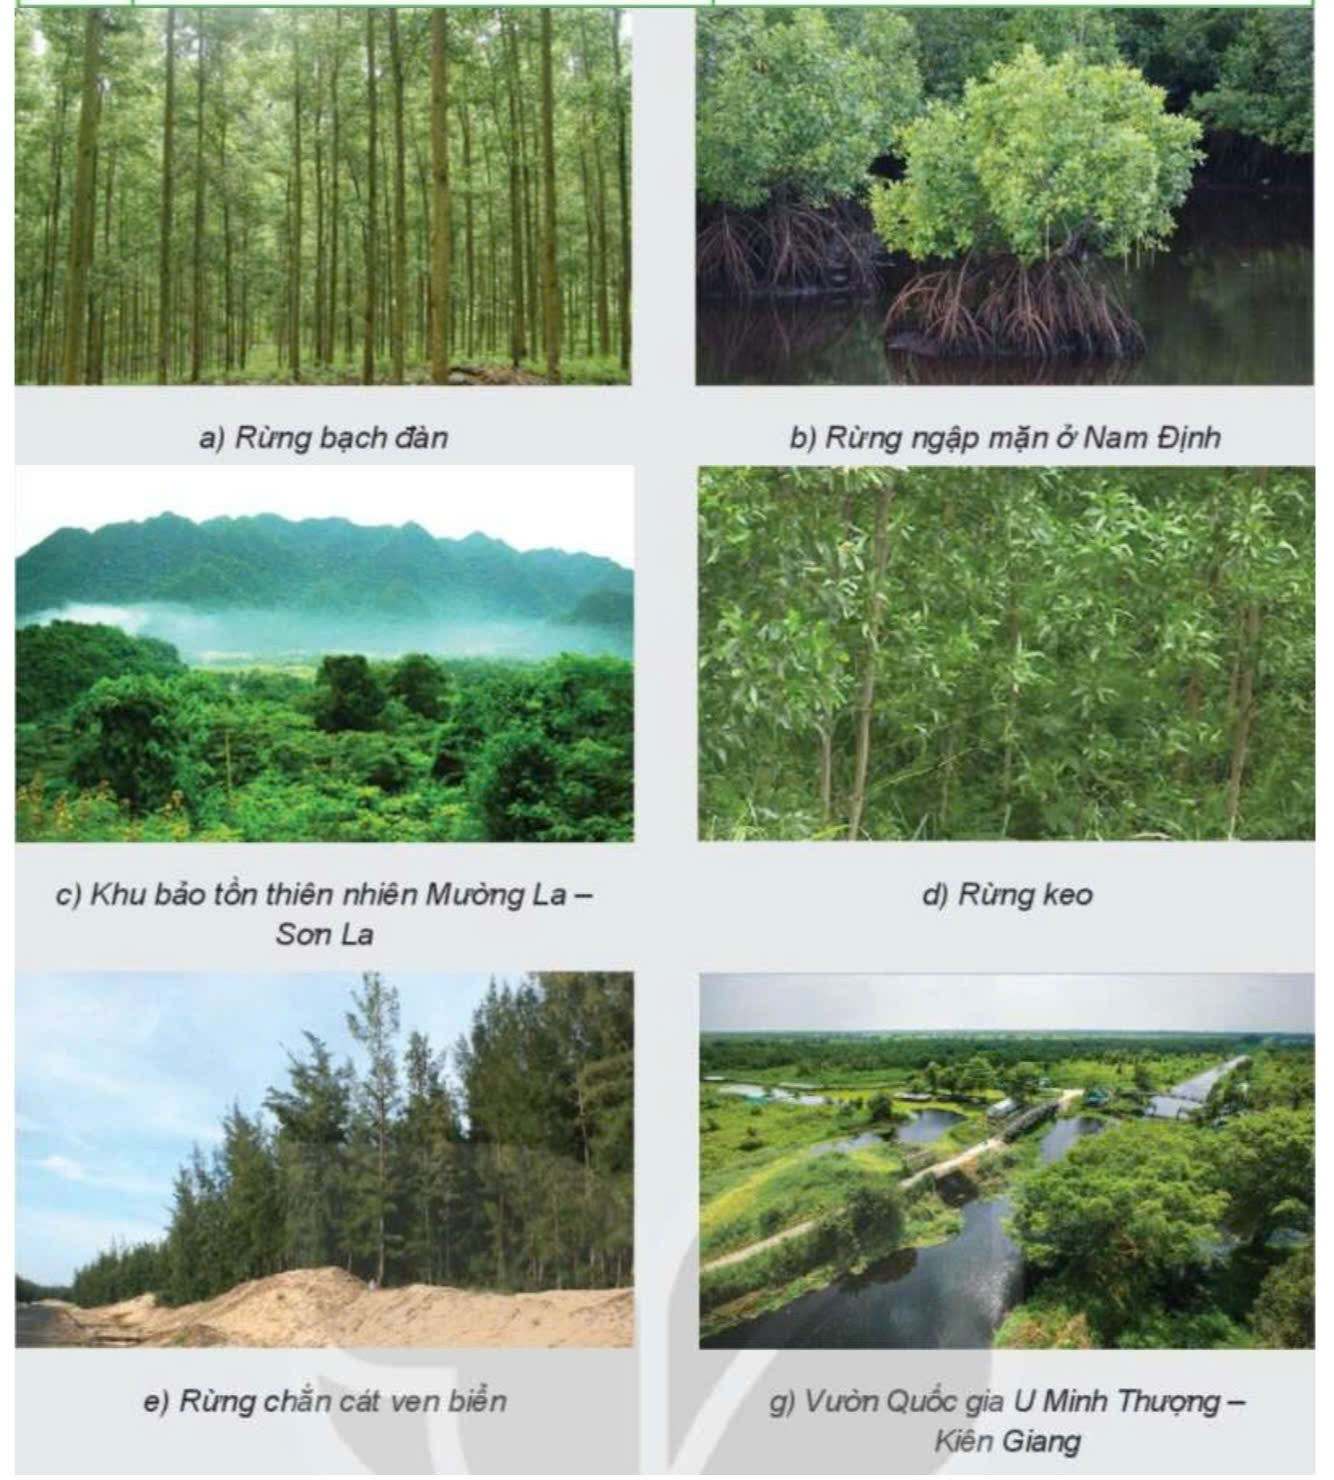 a) Rừng bạch đàn
b) Rừng ngập mặn ở Nam Định
c) Khu bảo tồn thiên nhiên Mường La –
Sơn La
d) Rừng keo
e) Rừng chắn cát ven biển
g) Vườn Quốc gia U Minh Thượng –
Kiên Giang